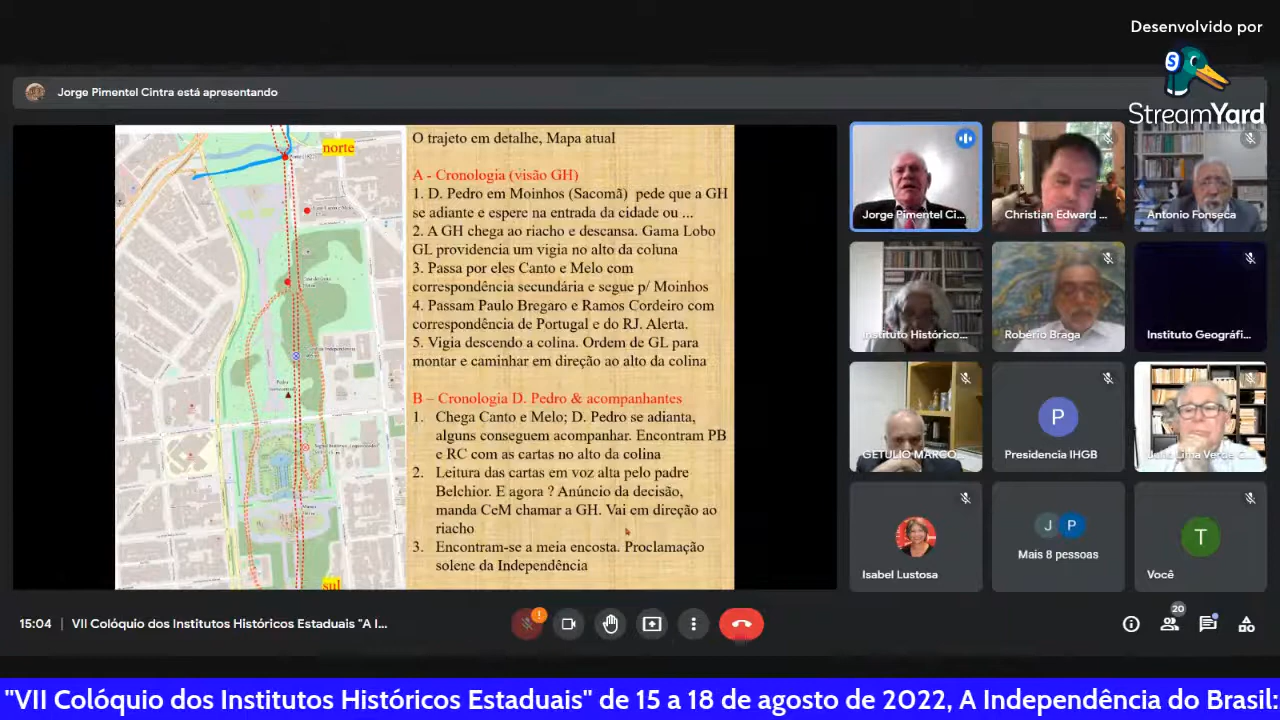 Desenvolvido por
StreamYard
Jorge Pimentel Cintra está apresentando
norte
sul
O trajeto em detalhe, Mapa atual
A - Cronologia (visão GH)
1. D. Pedro em Moinhos (Sacomã) pede que a GH
se adiante e espere na entrada da cidade ou ...
2. A GH chega ao riacho e descansa. Gama Lobo
GL providencia um vigia no alto da coluna
3. Passa por eles Canto e Melo com
correspondência secundária e segue p/ Moinhos
4. Passam Paulo Bregaro e Ramos Cordeiro com
correspondência de Portugal e do RJ. Alerta.
5. Vigia descendo a colina. Ordem de GL para
montar e caminhar em direção ao alto da colina
B – Cronologia D. Pedro & acompanhantes
1. Chega Canto e Melo; D. Pedro se adianta,
alguns conseguem acompanhar. Encontram PB
e RC com as cartas no alto da colina
2. Leitura das cartas em voz alta pelo padre
Belchior. E agora ? Anúncio da decisão,
manda CeM chamar a GH. Vai em direção ao
riacho
3. Encontram-se a meia encosta. Proclamação
solene da Independência
Jorge Pimentel Ci...
Christian Edward ...
Antonio Fonseca
Instituto Histórico...
Robério Braga
Instituto Geográfi...
GETULIO MARCO...
P
Presidencia IHGB
Julio Lima Verde C...
Isabel Lustosa
J P
Mais 8 pessoas
T
Você
15:04 | VII Colóquio dos Institutos Históricos Estaduais "A I...
20
"VII Colóquio dos Institutos Históricos Estaduais" de 15 a 18 de agosto de 2022, A Independência do Brasil: